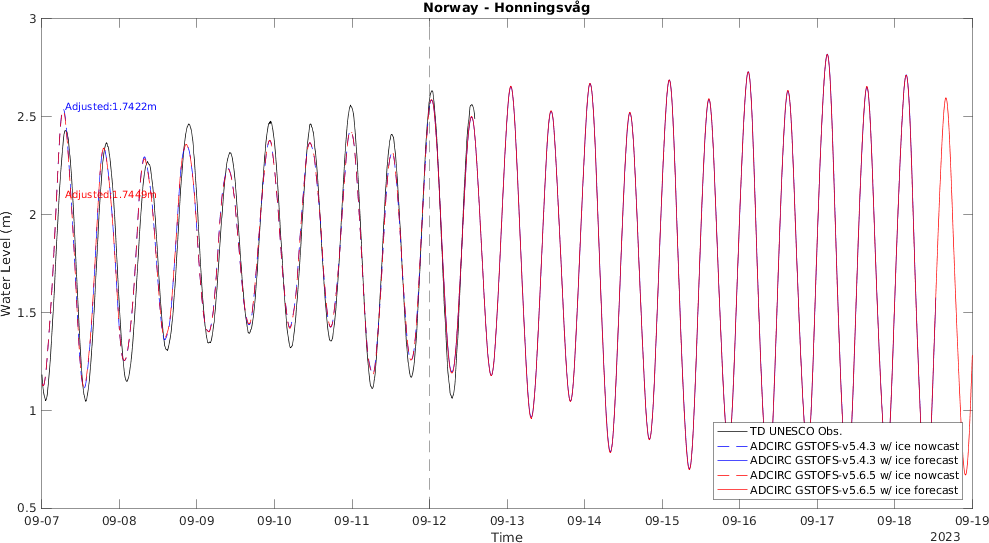 Norway - Honningsvåg
3
2.5
2
1.5
1
0.5
Water Level (m)
Adjusted:1.7422m
Adjusted:1.7449m
TD UNESCO Obs.
ADCIRC GSTOFS-v5.4.3 w/ ice nowcast
ADCIRC GSTOFS-v5.4.3 w/ ice forecast
ADCIRC GSTOFS-v5.6.5 w/ ice nowcast
ADCIRC GSTOFS-v5.6.5 w/ ice forecast
09-07 09-08 09-09 09-10 09-11 09-12 09-13 09-14 09-15 09-16 09-17 09-18 09-19
Time
2023